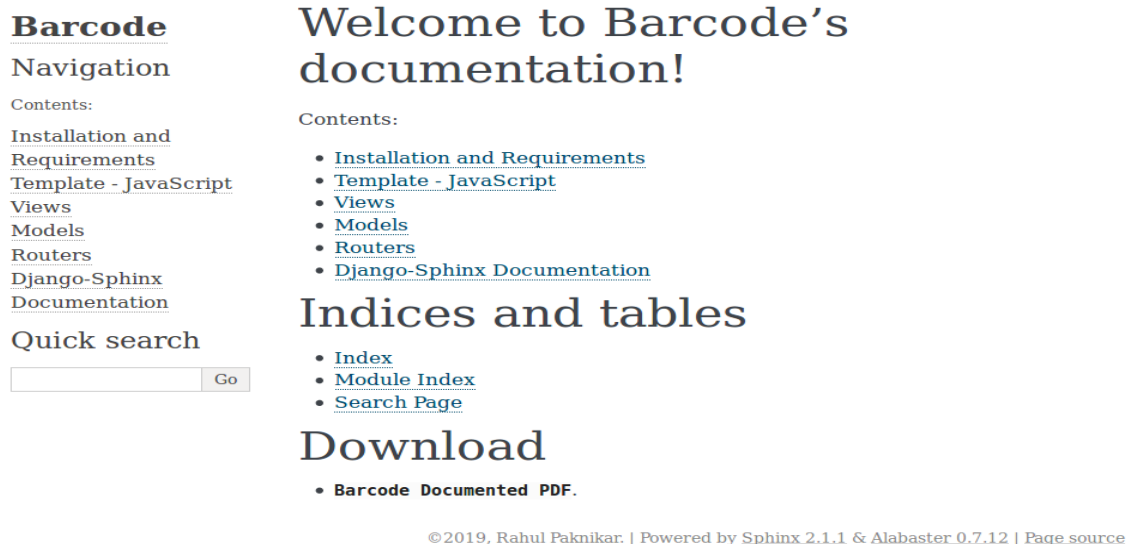 Barcode
Navigation
Contents:
Installation and
Requirements
Template - JavaScript
Views
Models
Routers
Django-Sphinx
Documentation
Quick search
Go
Welcome to Barcode’s
documentation!
Contents:
• Installation and Requirements
• Template - JavaScript
• Views
• Models
• Routers
• Django-Sphinx Documentation
Indices and tables
• Index
• Module Index
• Search Page
Download
• Barcode Documented PDF.
©2019, Rahul Paknikar. | Powered by Sphinx 2.1.1 & Alabaster 0.7.12 | Page source